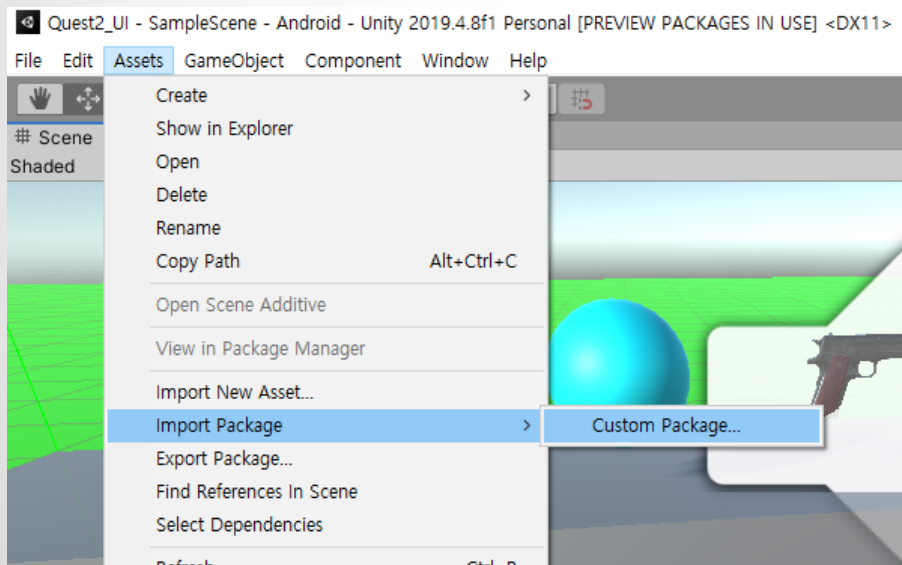 Quest2_UI - SampleScene - Android - Unity 2019.4.8f1 Personal [PREVIEW PACKAGES IN USE] <DX11>
File Edit Assets GameObject Component Window Help
Scene
Shaded
Create
Show in Explorer
Open
Delete
Rename
Copy Path Alt+Ctrl+C
Open Scene Additive
View in Package Manager
Import New Asset...
Import Package
Custom Package...
Export Package...
Find References In Scene
Select Dependencies